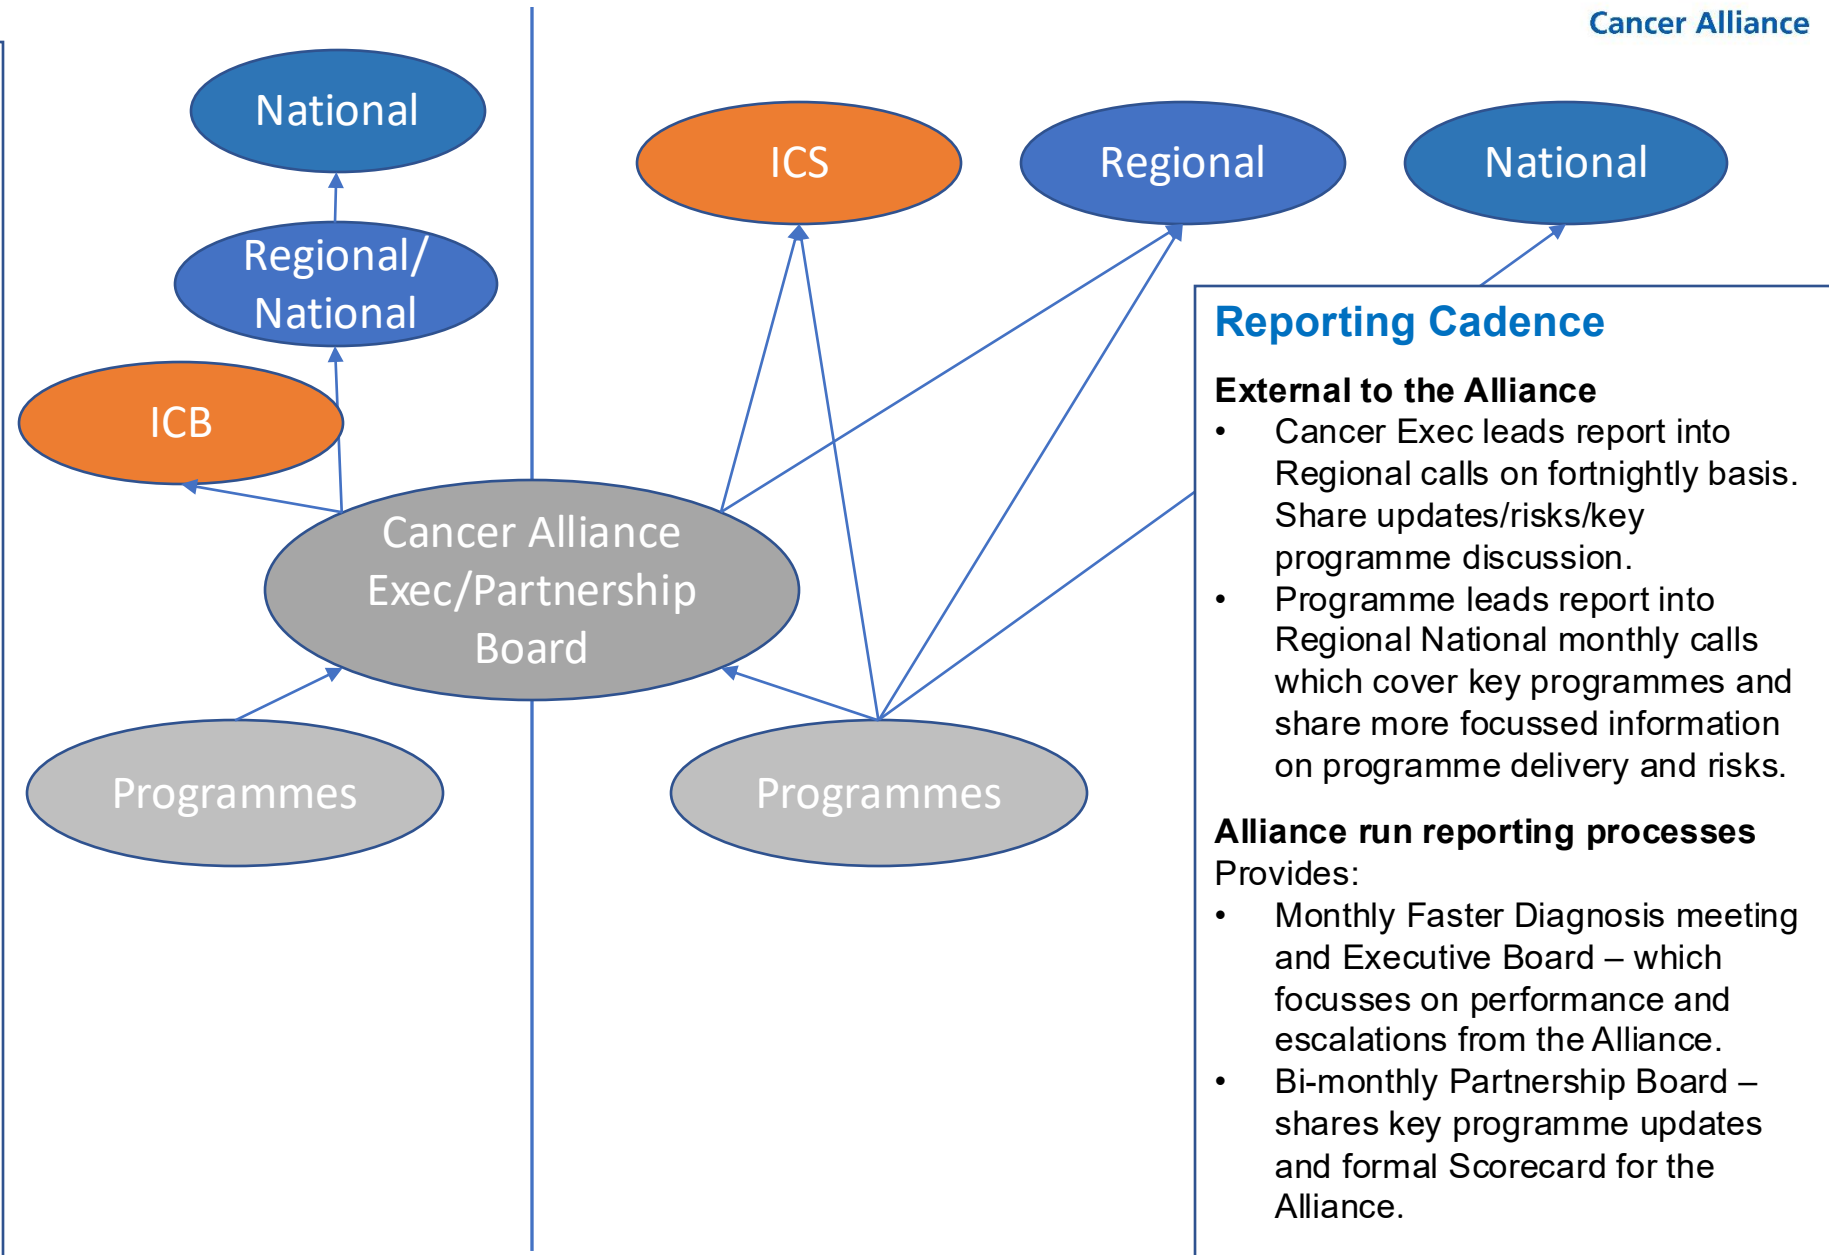 Cancer Alliance
National
Regional/
National
ICB
ICS
Regional
National
Cancer Alliance
Exec/Partnership
Board
Programmes
Programmes
Reporting Cadence
External to the Alliance
• Cancer Exec leads report into
Regional calls on fortnightly basis.
Share updates/risks/key
programme discussion.
• Programme leads report into
Regional National monthly calls
which cover key programmes and
share more focussed information
on programme delivery and risks.
Alliance run reporting processes
Provides:
• Monthly Faster Diagnosis meeting
and Executive Board – which
focusses on performance and
escalations from the Alliance.
• Bi-monthly Partnership Board –
shares key programme updates
and formal Scorecard for the
Alliance.